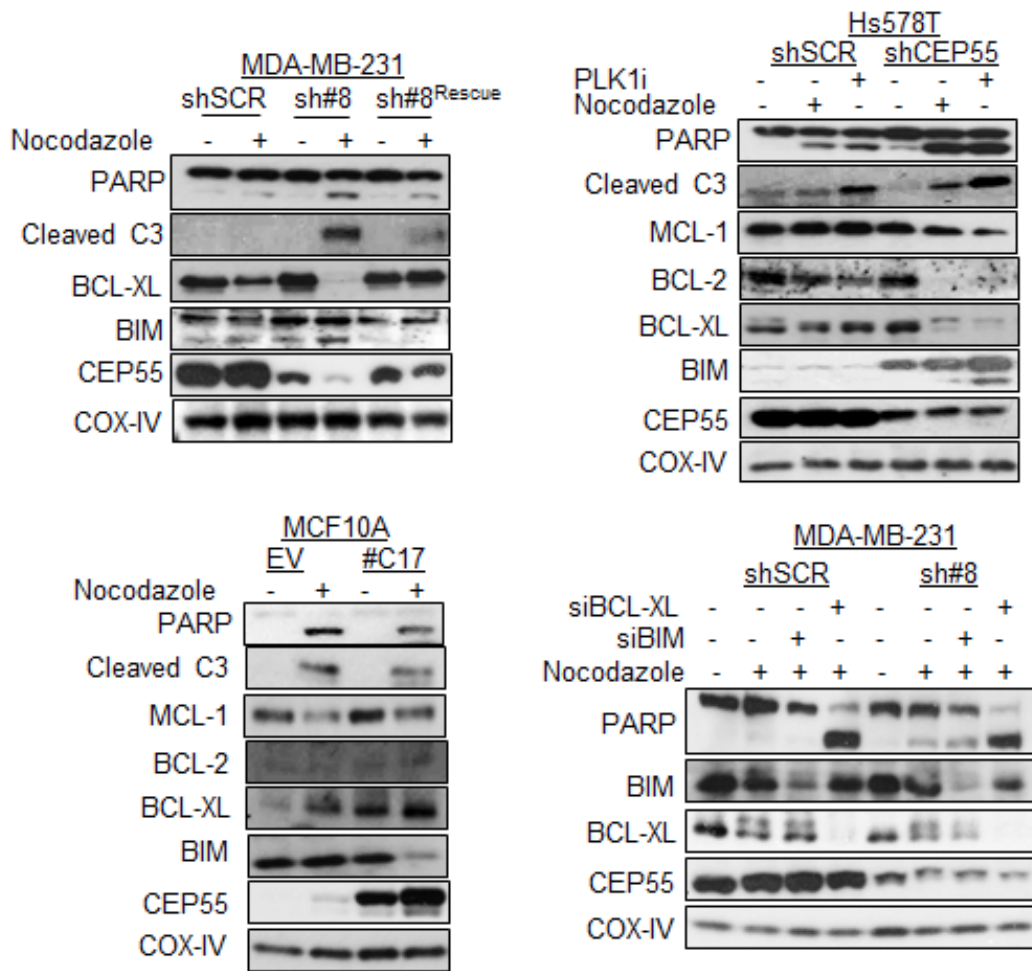 MDA-MB-231
shSCR sh#8 sh#8Rescue
Nocodazole - + - + - +
PARP
Cleaved C3
BCL-XL
BIM
CEP55
COX-IV
Hs578T
shSCR shCEP55
PLK1i - - + - - +
Nocodazole - + - - + -
PARP
Cleaved C3
MCL-1
BCL-2
BCL-XL
BIM
CEP55
COX-IV
MCF10A
EV #C17
Nocodazole - + - +
PARP
Cleaved C3
MCL-1
BCL-2
BCL-XL
BIM
CEP55
COX-IV
MDA-MB-231
shSCR sh#8
siBCL-XL - - - + - - - +
siBIM - - + - - - + -
Nocodazole - + + + - + + +
PARP
BIM
BCL-XL
CEP55
COX-IV